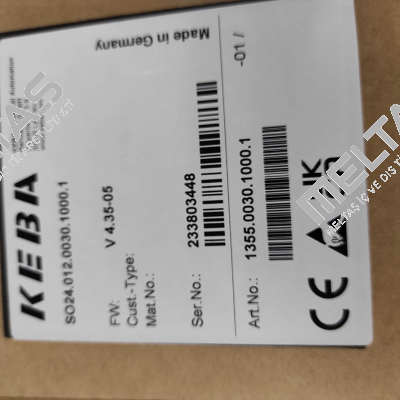 KEBA
SO24.012.0030.1000.1
FW: V 4.35-05
Cust.-Type:
Mat.No.:
Ser.No.: 233803448
Art.No.: 1355.0030.1000.1
-01 /
Made in Germany
CE
MELTAS